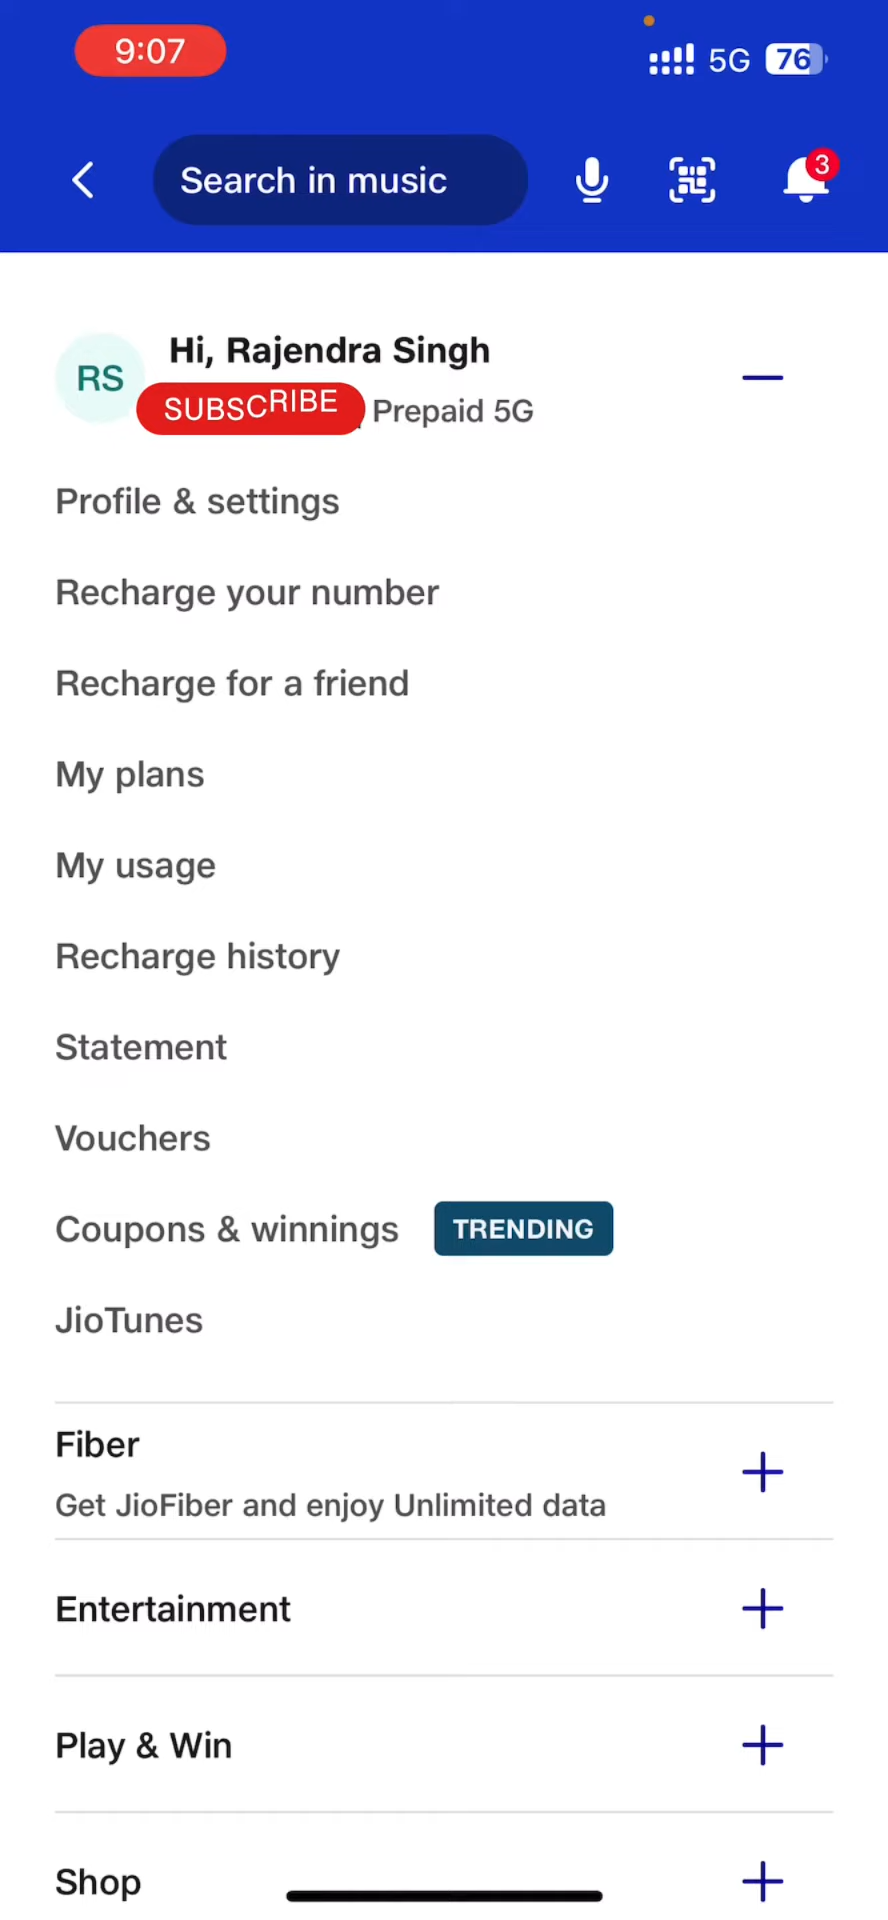 9:07
5G 76
Search in music
3
RS
Hi, Rajendra Singh
SUBSCRIBE Prepaid 5G
Profile & settings
Recharge your number
Recharge for a friend
My plans
My usage
Recharge history
Statement
Vouchers
Coupons & winnings TRENDING
JioTunes
Fiber
Get JioFiber and enjoy Unlimited data
Entertainment
Play & Win
Shop